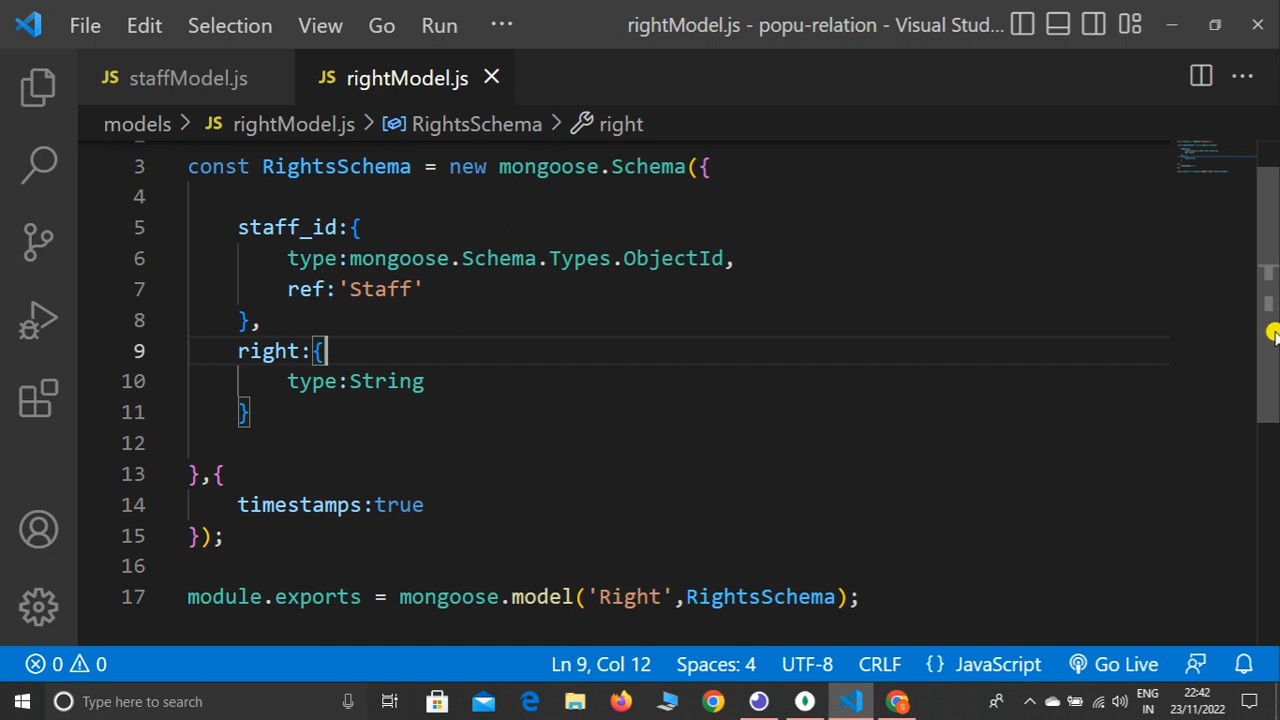 File Edit Selection View Go Run ··· rightModel.js - popu-relation - Visual Stud...
JS staffModel.js JS rightModel.js
models > JS rightModel.js > RightsSchema > right
3 const RightsSchema = new mongoose.Schema({
4
5 staff_id:{
6 type:mongoose.Schema.Types.ObjectId,
7 ref:'Staff'
8 },
9 right:{
10 type:String
11 }
12
13 },{
14 timestamps:true
15 });
16
17 module.exports = mongoose.model('Right',RightsSchema);
0 0 Ln 9, Col 12 Spaces: 4 UTF-8 CRLF {} JavaScript Go Live
Type here to search ENG 22:42
IN 23/11/2022